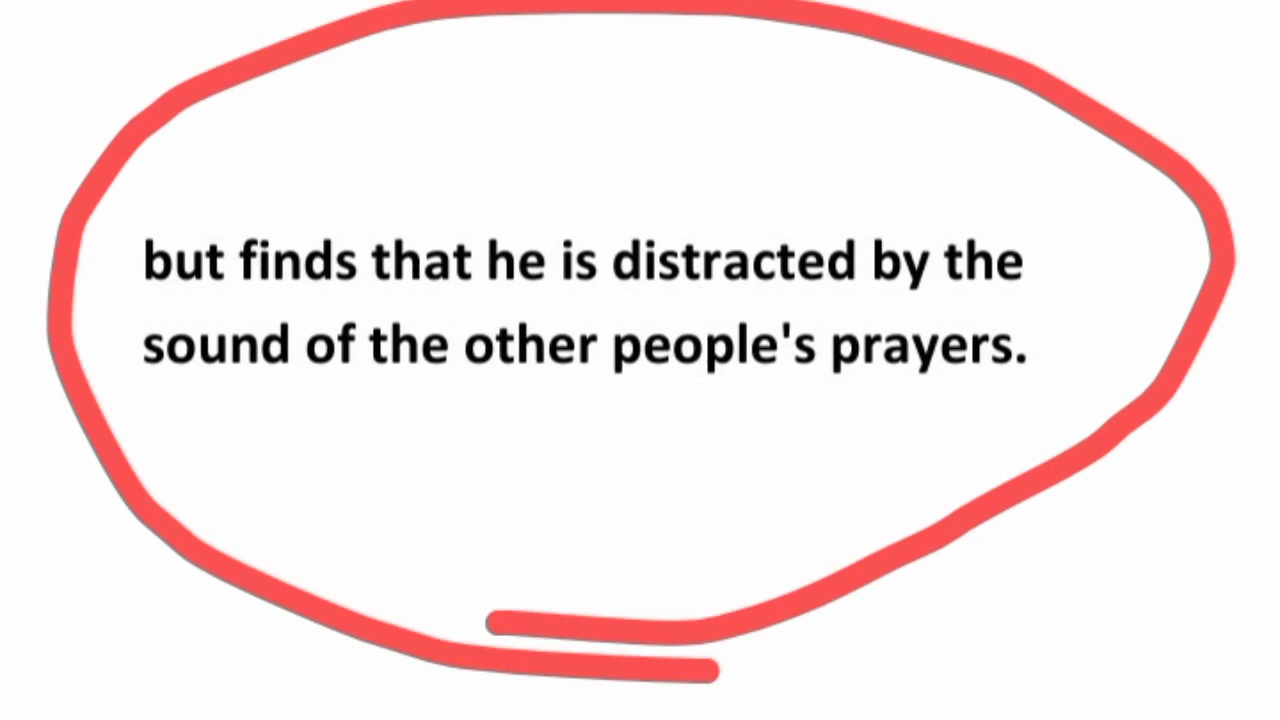 but finds that he is distracted by the
sound of the other people's prayers.